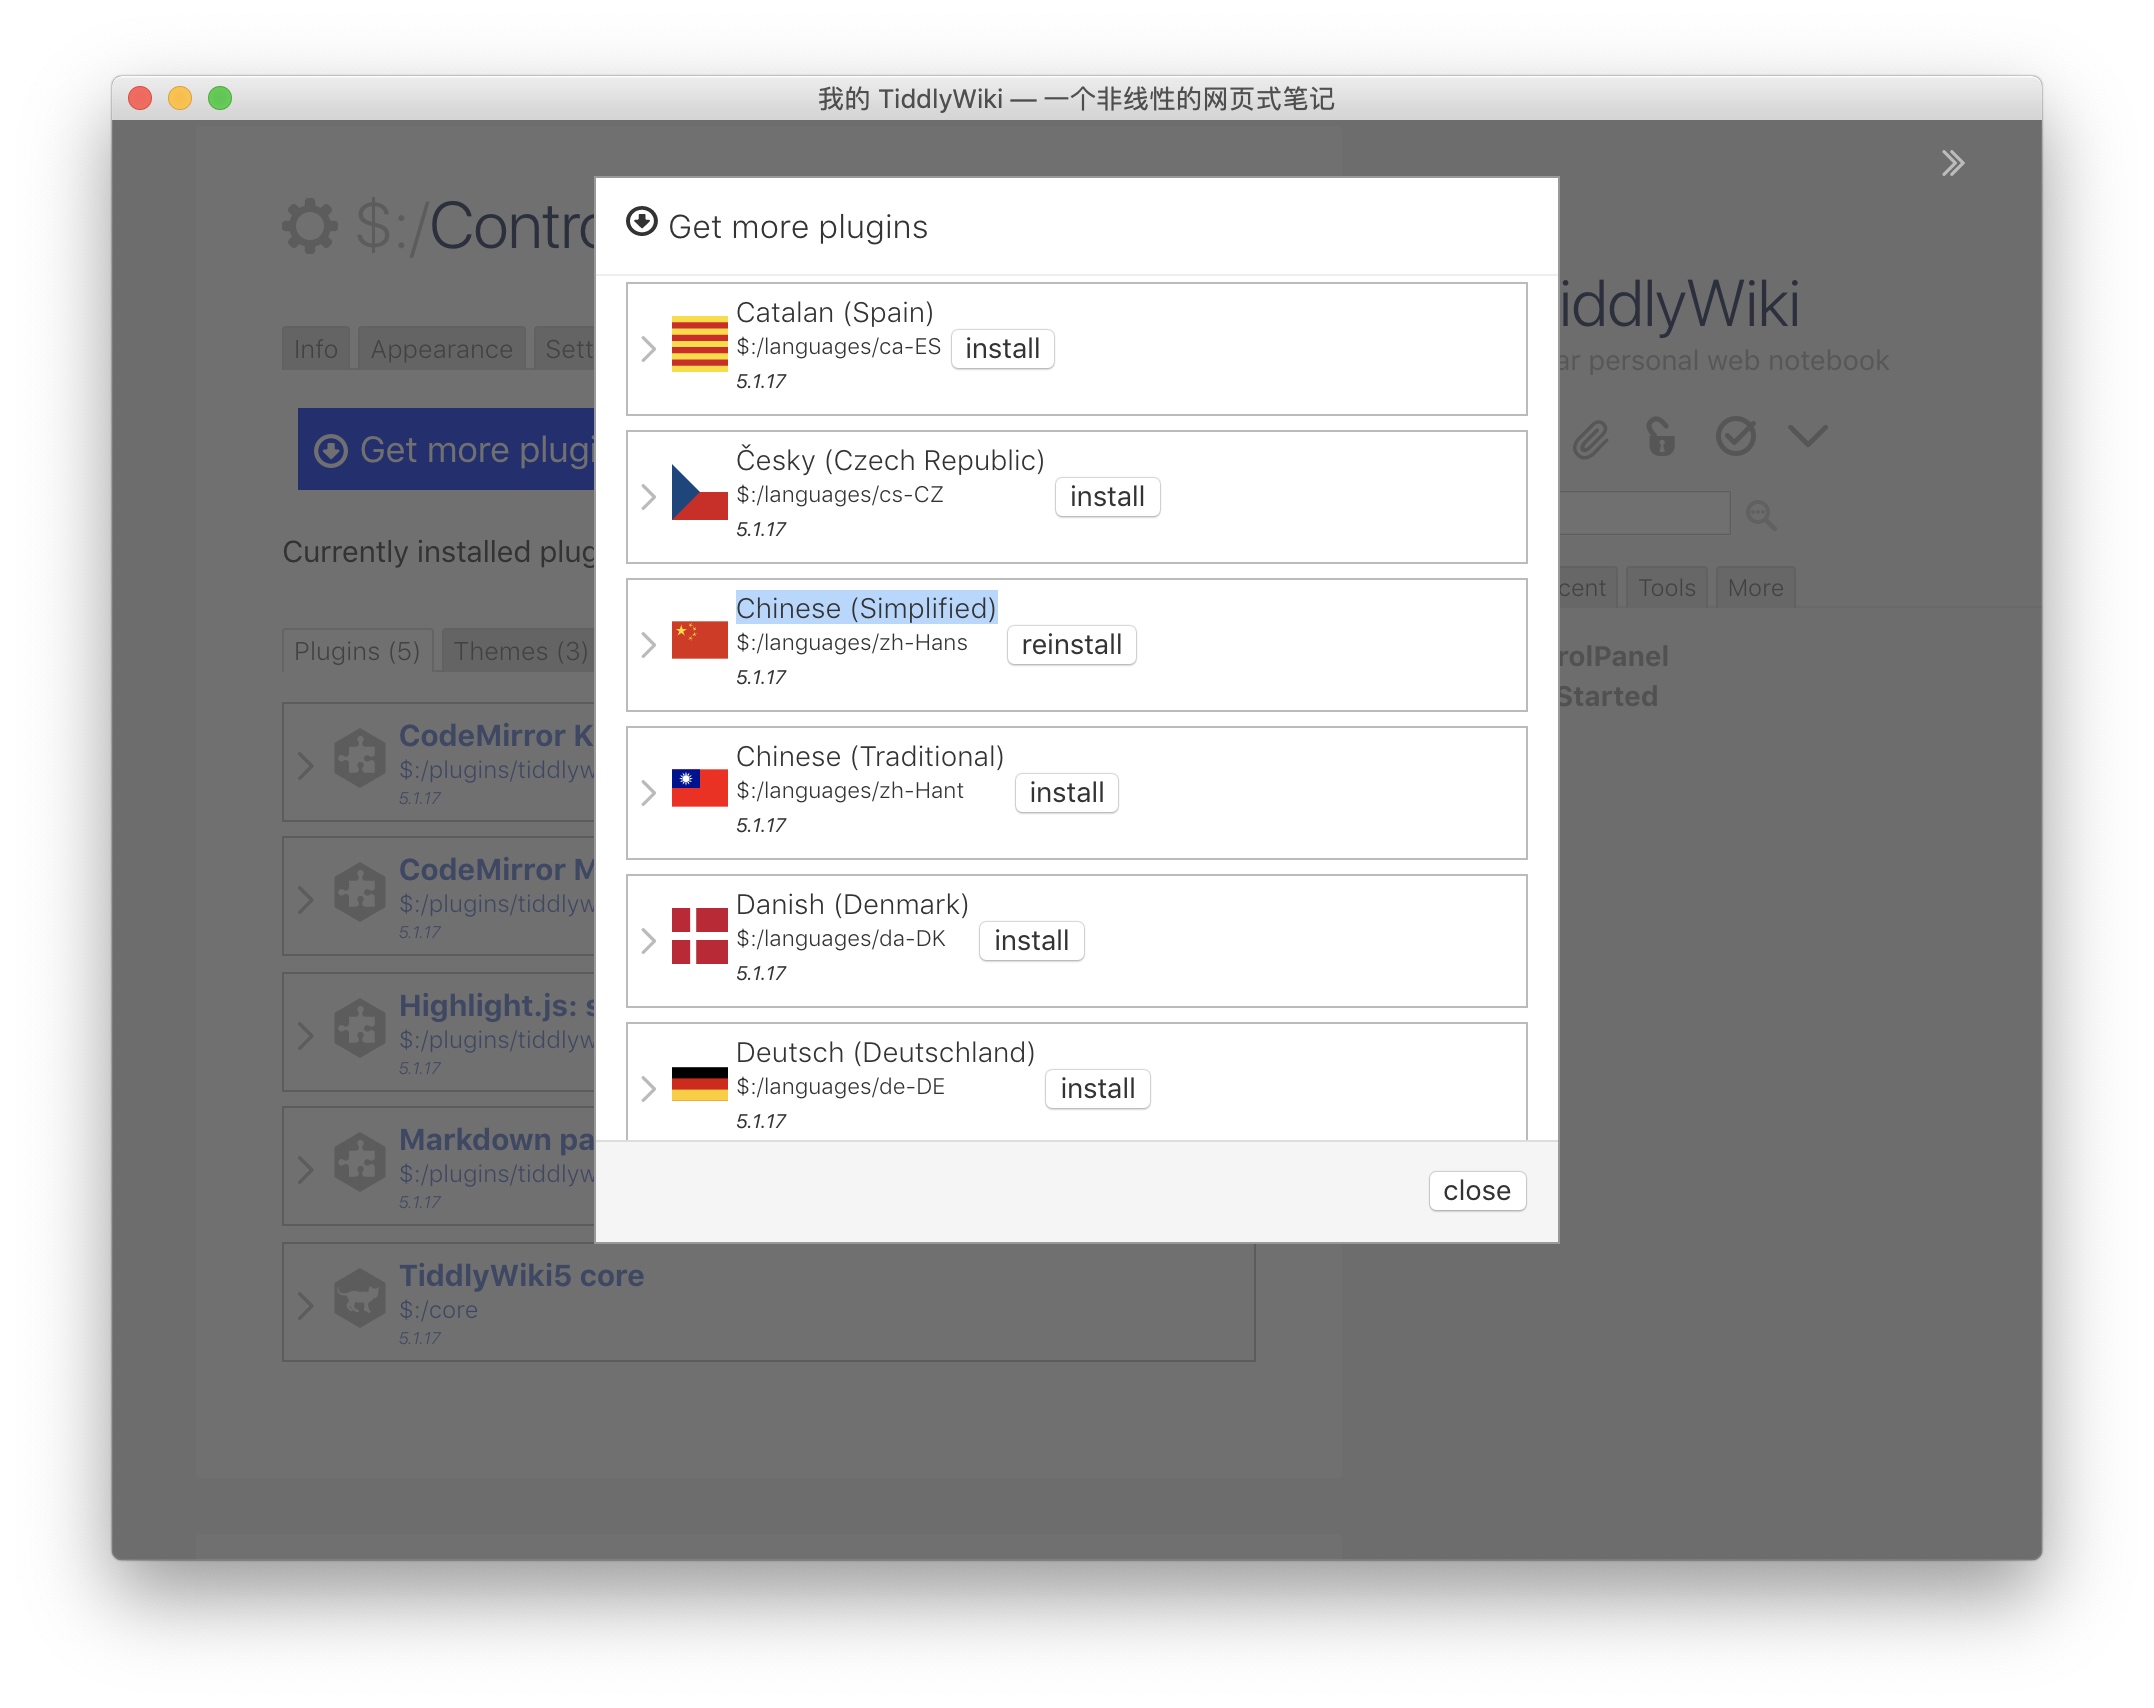 我的 TiddlyWiki — 一个非线性的网页式笔记
$:/Contro
Info
Appearance
Sett
Get more plugi
Currently installed plug
Plugins (5)
Themes (3)
CodeMirror K
$:/plugins/tiddlyw
5.1.17
CodeMirror M
$:/plugins/tiddlyw
5.1.17
Highlight.js: s
$:/plugins/tiddlyw
5.1.17
Markdown pa
$:/plugins/tiddlyw
5.1.17
TiddlyWiki5 core
$:/core
5.1.17
Get more plugins
Catalan (Spain)
$:/languages/ca-ES
install
5.1.17
Česky (Czech Republic)
$:/languages/cs-CZ
install
5.1.17
Chinese (Simplified)
$:/languages/zh-Hans
reinstall
5.1.17
Chinese (Traditional)
$:/languages/zh-Hant
install
5.1.17
Danish (Denmark)
$:/languages/da-DK
install
5.1.17
Deutsch (Deutschland)
$:/languages/de-DE
install
5.1.17
close
iddlyWiki
ar personal web notebook
cent
Tools
More
rolPanel
Started